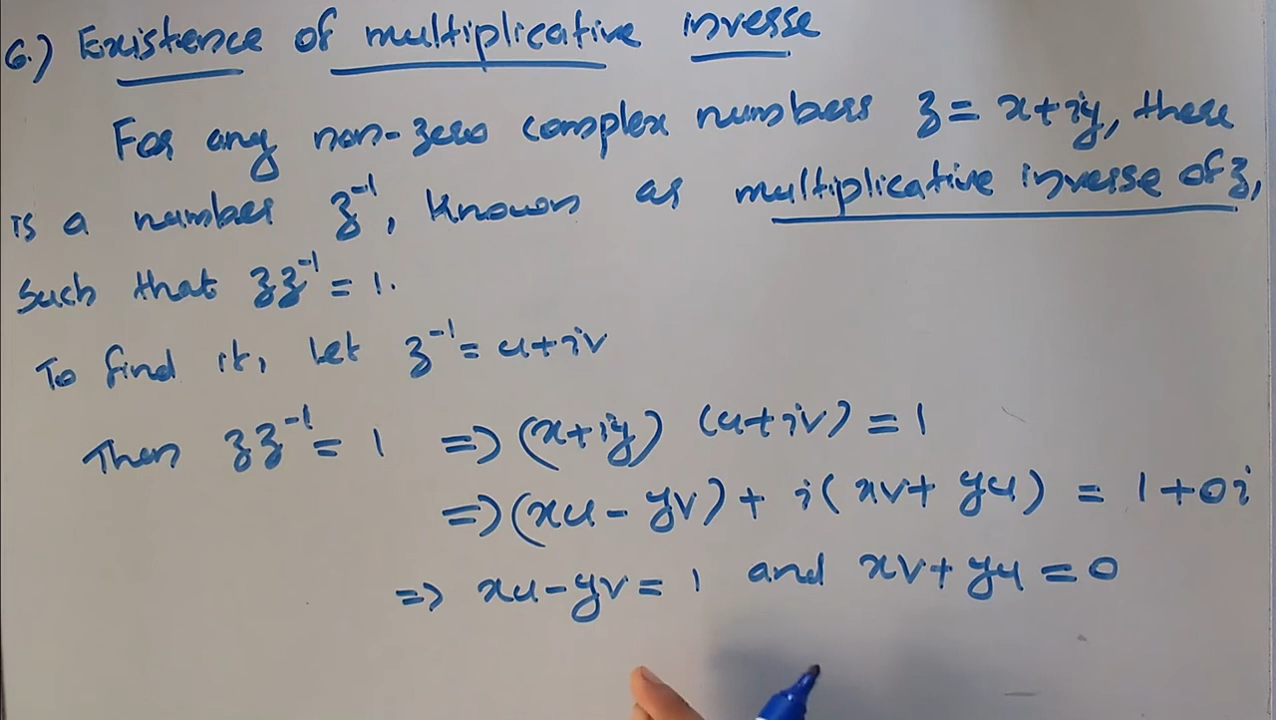 6.) Existence of multiplicative inverse
For any non-zero complex numbers z = x+iy, there
is a number z⁻¹, known as multiplicative inverse of z,
Such that zz⁻¹ = 1.
To find it, let z⁻¹ = u+iv
Then zz⁻¹ = 1 => (x+iy) (u+iv) = 1
=> (xu - yv) + i(xv + yu) = 1 + 0i
=> xu - yv = 1 and xv + yu = 0